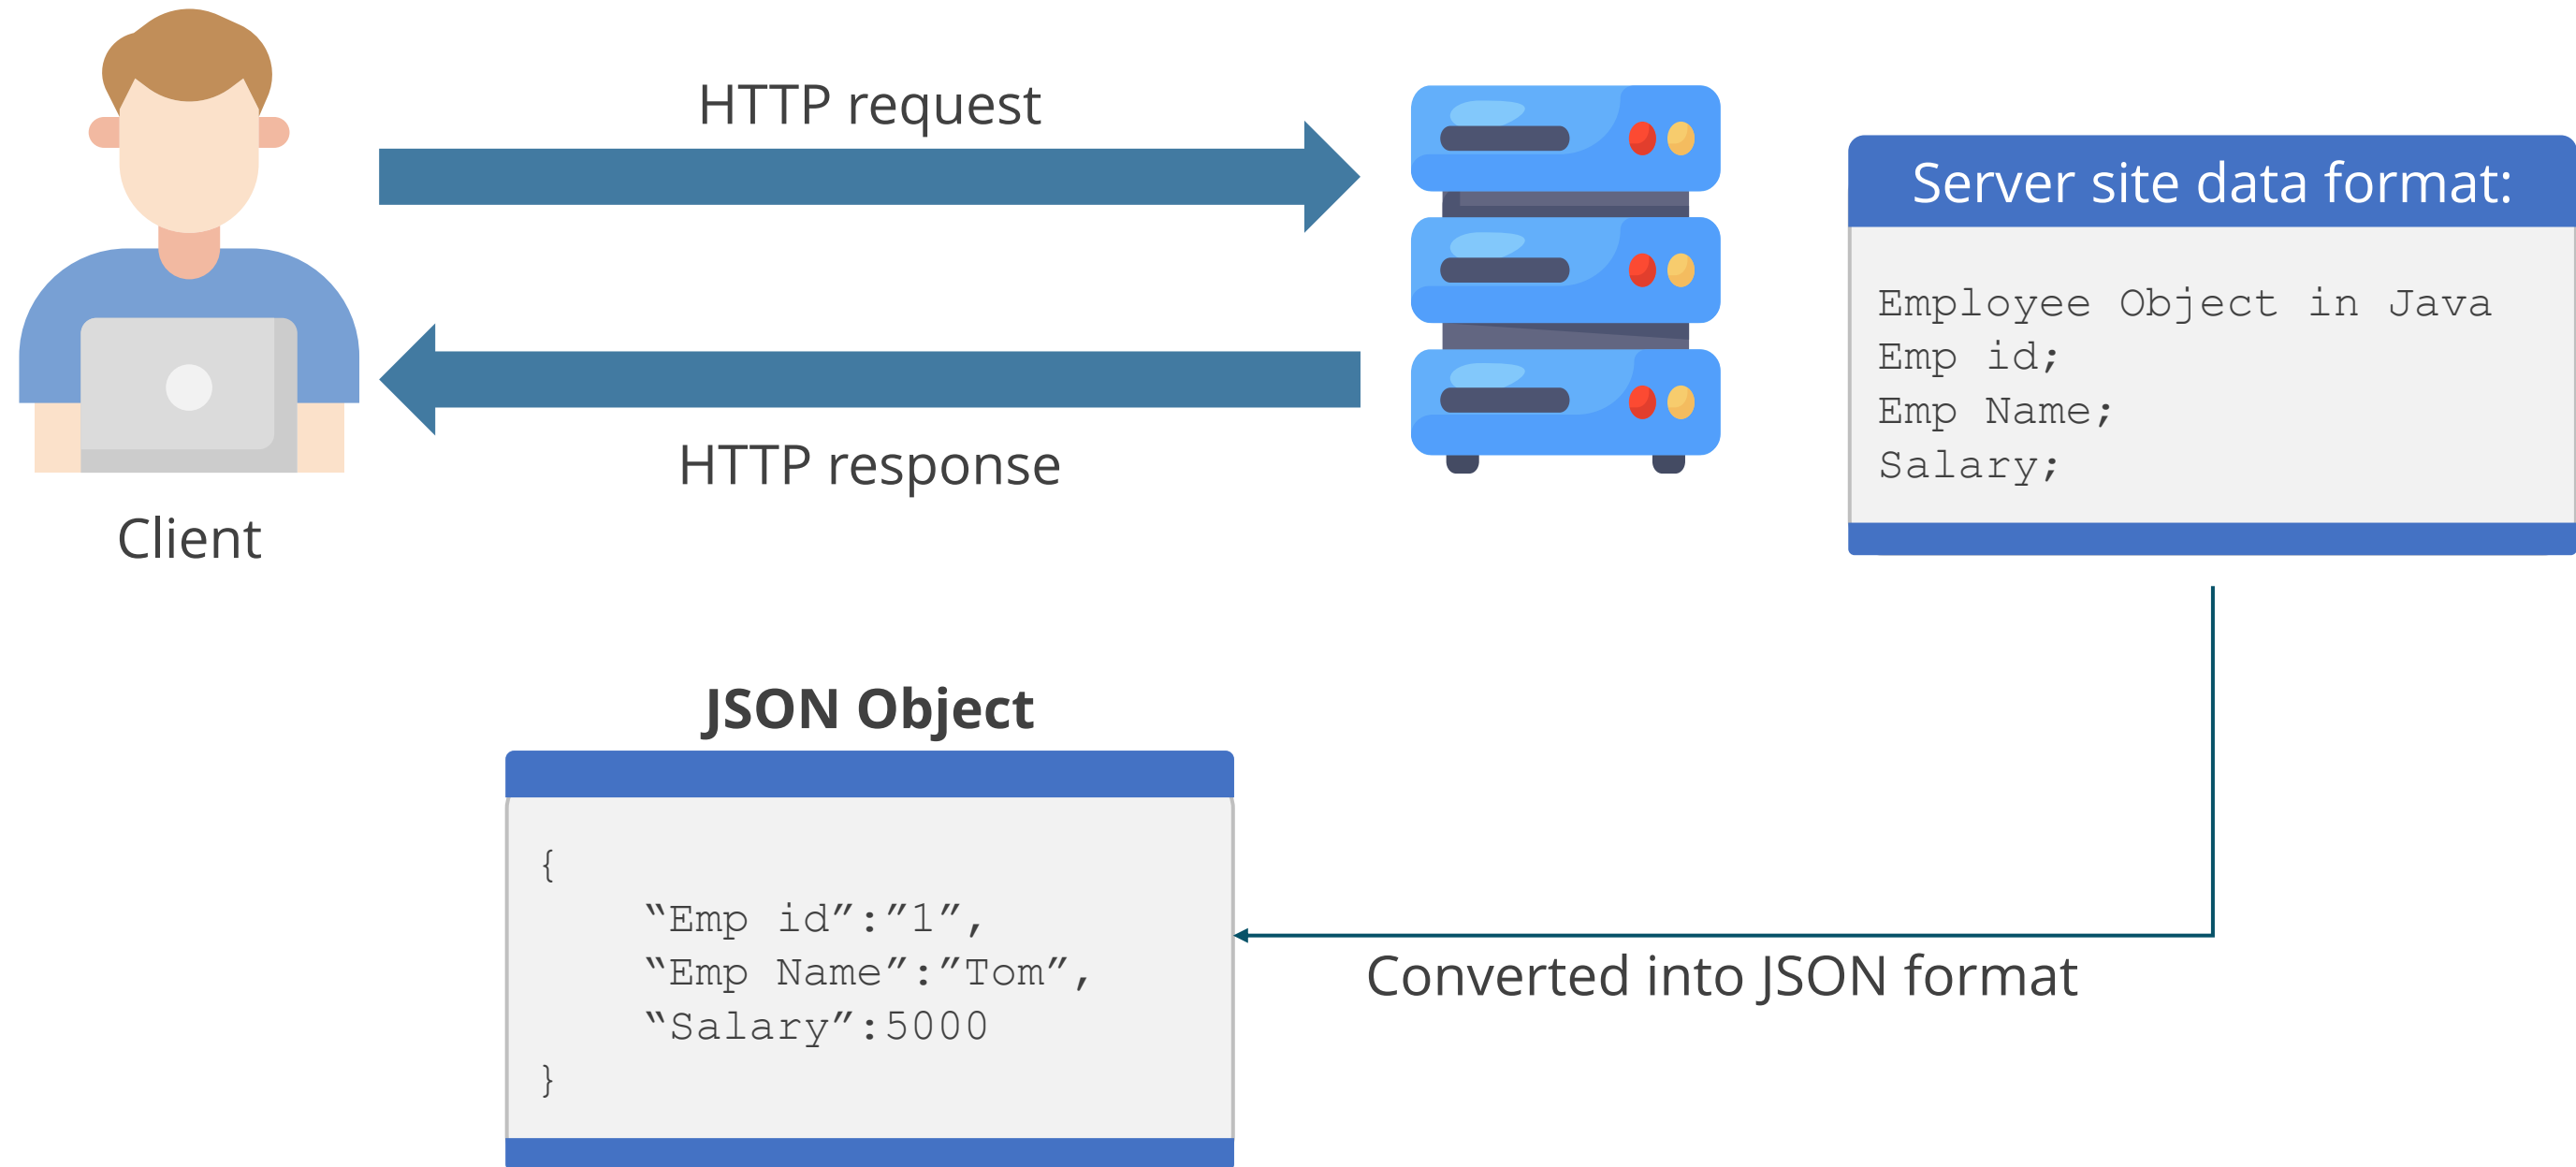 HTTP request
HTTP response
Client
Server site data format:
Employee Object in Java
Emp id;
Emp Name;
Salary;
JSON Object
{
“Emp id”:”1”,
“Emp Name”:”Tom”,
“Salary”:5000
}
Converted into JSON format